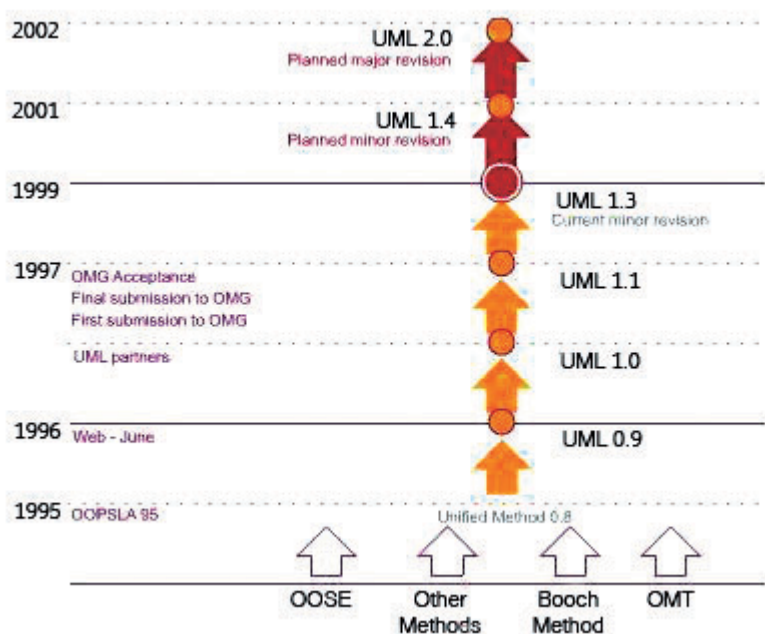 2002
UML 2.0
Planned major revision
2001
UML 1.4
Planned minor revision
1999
UML 1.3
Current minor revision
1997
OMG Acceptance
Final submission to OMG
First submission to OMG
UML 1.1
UML partners
UML 1.0
1996
Web - June
UML 0.9
1995
OOPSLA 95
Unified Method 0.8
OOSE
Other
Methods
Booch
Method
OMT